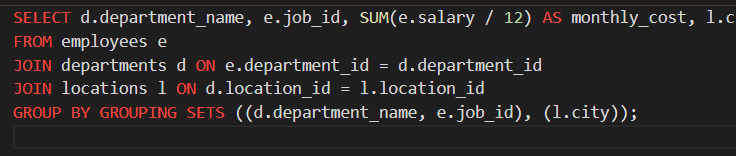 SELECT d.department_name, e.job_id, SUM(e.salary / 12) AS monthly_cost, l.c
FROM employees e
JOIN departments d ON e.department_id = d.department_id
JOIN locations l ON d.location_id = l.location_id
GROUP BY GROUPING SETS ((d.department_name, e.job_id), (l.city));